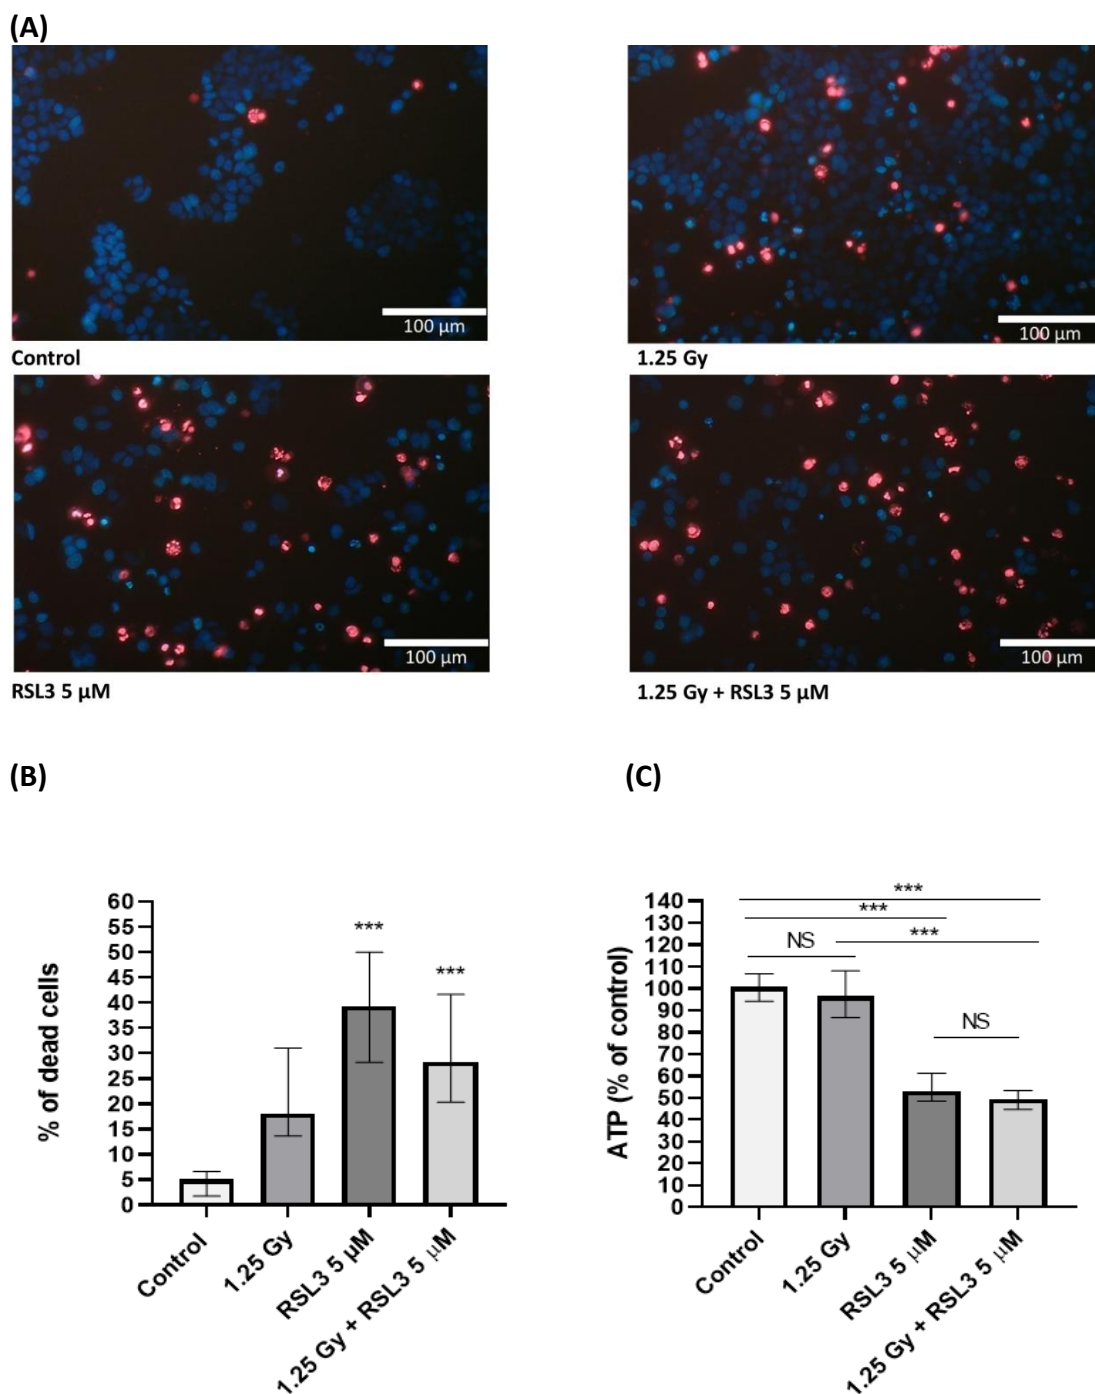 (A)
100 µm
100 µm
Control
1.25 Gy
100 µm
100 µm
RSL3 5 µM
1.25 Gy + RSL3 5 µM
(B)
(C)
% of dead cells
60
55
50
45
40
35
30
25
20
15
10
5
0
***
***
Control
1.25 Gy
RSL3 5 µM
1.25 Gy + RSL3 5 µM
ATP (% of control)
140
130
120
110
100
90
80
70
60
50
40
30
20
10
0
***
***
NS
***
NS
Control
1.25 Gy
RSL3 5 µM
1.25 Gy + RSL3 5 µM